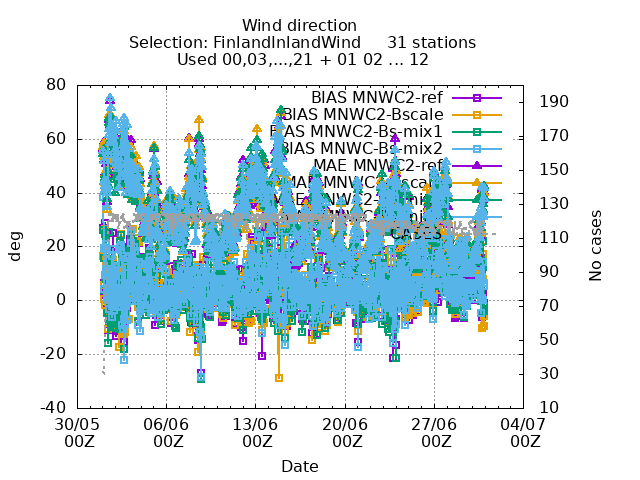 Wind direction
Selection: FinlandInlandWind 31 stations
Used 00,03,...,21 + 01 02 ... 12
80
60
40
20
0
-20
-40
190
170
150
130
110
90
70
50
30
10
BIAS MNWC2-ref
BIAS MNWC2-Bscale
BIAS MNWC2-Bs-mix1
BIAS MNWC-Bs-mix2
MAE MNWC2-ref
CASES
deg
No cases
30/05 06/06 13/06 20/06 27/06 04/07
00Z 00Z 00Z 00Z 00Z 00Z
Date